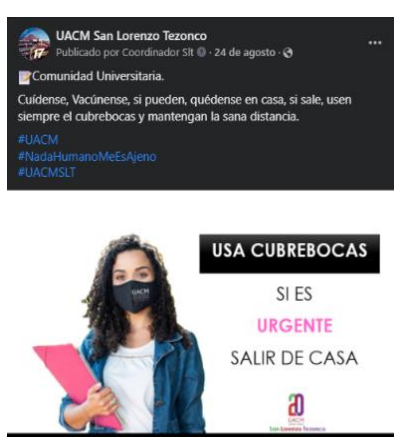 UACM San Lorenzo Tezonco
Publicado por Coordinador Slt · 24 de agosto ·
Comunidad Universitaria.
Cuídense, Vacúnense, si pueden, quédense en casa, si sale, usen
siempre el cubrebocas y mantengan la sana distancia.
#UACM
#NadaHumanoMeEsAjeno
#UACMSLT
USA CUBREBOCAS
SI ES
URGENTE
SALIR DE CASA
UACM
UACM
San Lorenzo Tezonco